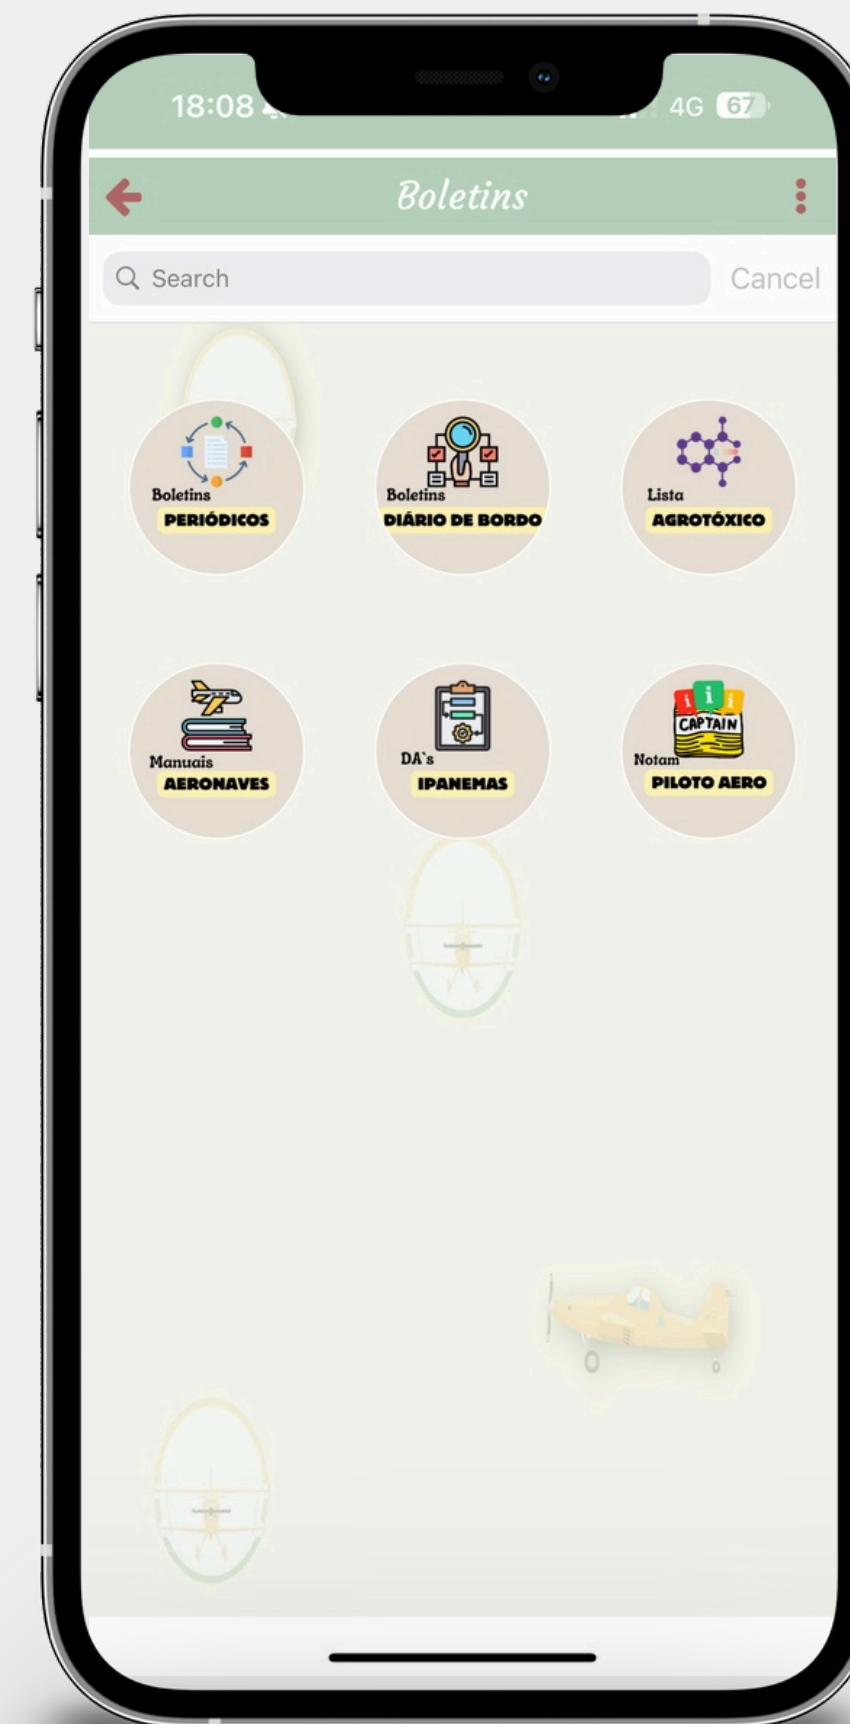 18:08
4G 67
Boletins
Search
Cancel
Boletins
PERIÓDICOS
Boletins
DIÁRIO DE BORDO
Lista
AGROTÓXICO
Manuais
AERONAVES
DA`s
IPANEMAS
i i i
CAPTAIN
Notam
PILOTO AERO